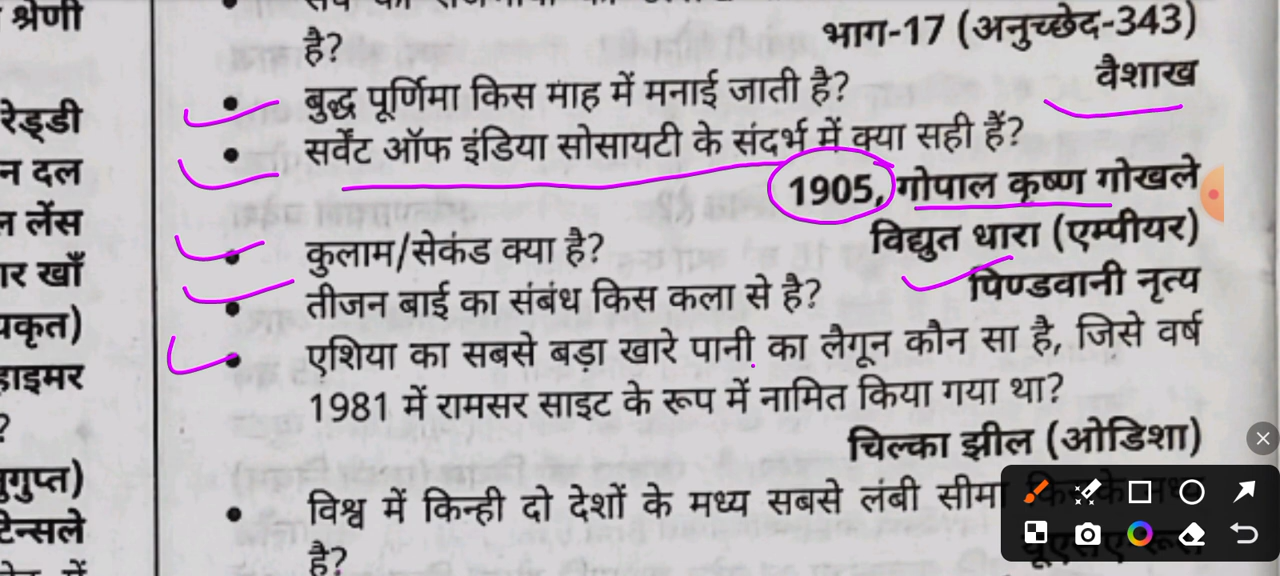 श्रेणी
रेड्डी
न दल
ल लेंस
ार खाँ
यकृत)
हाइमर
?
गुप्त)
टेन्सले
है?
भाग-17 (अनुच्छेद-343)
• बुद्ध पूर्णिमा किस माह में मनाई जाती है?
वैशाख
• सर्वेंट ऑफ इंडिया सोसायटी के संदर्भ में क्या सही हैं?
1905, गोपाल कृष्ण गोखले
• कुलाम/सेकंड क्या है?
विद्युत धारा (एम्पीयर)
• तीजन बाई का संबंध किस कला से है?
पिण्डवानी नृत्य
• एशिया का सबसे बड़ा खारे पानी का लैगून कौन सा है, जिसे वर्ष
1981 में रामसर साइट के रूप में नामित किया गया था?
चिल्का झील (ओडिशा)
• विश्व में किन्ही दो देशों के मध्य सबसे लंबी सीमा
है?